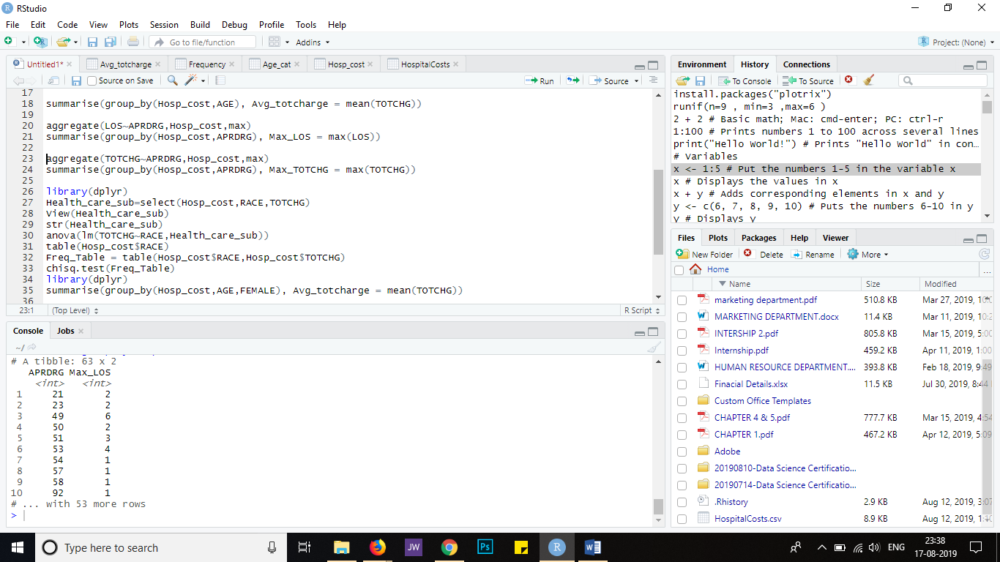 RStudio
File Edit Code View Plots Session Build Debug Profile Tools Help
Go to file/function Addins Project: (None)
Untitled1* Avg_totcharge Frequency Age_cat Hosp_cost HospitalCosts
Source on Save Run Source
17
18 summarise(group_by(Hosp_cost,AGE), Avg_totcharge = mean(TOTCHG))
19
20 aggregate(LOS~APRDRG,Hosp_cost,max)
21 summarise(group_by(Hosp_cost,APRDRG), Max_LOS = max(LOS))
22
23 aggregate(TOTCHG~APRDRG,Hosp_cost,max)
24 summarise(group_by(Hosp_cost,APRDRG), Max_TOTCHG = max(TOTCHG))
25
26 library(dplyr)
27 Health_care_sub=select(Hosp_cost,RACE,TOTCHG)
28 View(Health_care_sub)
29 str(Health_care_sub)
30 anova(lm(TOTCHG~RACE,Health_care_sub))
31 table(Hosp_cost$RACE)
32 Freq_Table = table(Hosp_cost$RACE,Hosp_cost$TOTCHG)
33 chisq.test(Freq_Table)
34 library(dplyr)
35 summarise(group_by(Hosp_cost,AGE,FEMALE), Avg_totcharge = mean(TOTCHG))
36
23:1 (Top Level) R Script
Console Jobs
~/
# A tibble: 63 x 2
APRDRG Max_LOS
<int> <int>
1 21 2
2 23 2
3 49 6
4 50 2
5 51 3
6 53 4
7 54 1
8 57 1
9 58 1
10 92 1
# ... with 53 more rows
>
Environment History Connections
To Console To Source
install.packages("plotrix")
runif(n=9 , min=3 ,max=6 )
2 + 2 # Basic math; Mac: cmd-enter; PC: ctrl-r
1:100 # Prints numbers 1 to 100 across several lines
print("Hello World!") # Prints "Hello World" in con…
# Variables
x <- 1:5 # Put the numbers 1-5 in the variable x
x # Displays the values in x
x + y # Adds corresponding elements in x and y
y <- c(6, 7, 8, 9, 10) # Puts the numbers 6-10 in y
y # Displays y
Files Plots Packages Help Viewer
New Folder Delete Rename More
Home ...
Name Size Modified
marketing department.pdf 510.8 KB Mar 27, 2019,
MARKETING DEPARTMENT.docx 11.4 KB Mar 11, 2019,
INTERSHIP 2.pdf 805.8 KB Mar 15, 2019,
Internship.pdf 459.2 KB Apr 11, 2019,
HUMAN RESOURCE DEPARTMENT.... 393.8 KB Feb 18, 2019,
Finacial Details.xlsx 11.5 KB Jul 30, 2019,
Custom Office Templates
CHAPTER 4 & 5.pdf 777.7 KB Mar 15, 2019,
CHAPTER 1.pdf 467.2 KB Apr 12, 2019,
Adobe
20190810-Data Science Certificatio...
20190714-Data Science Certificatio...
.Rhistory 2.9 KB Aug 12, 2019,
HospitalCosts.csv 8.9 KB Aug 12, 2019,
Type here to search JW Ps R W ENG 23:38
17-08-2019